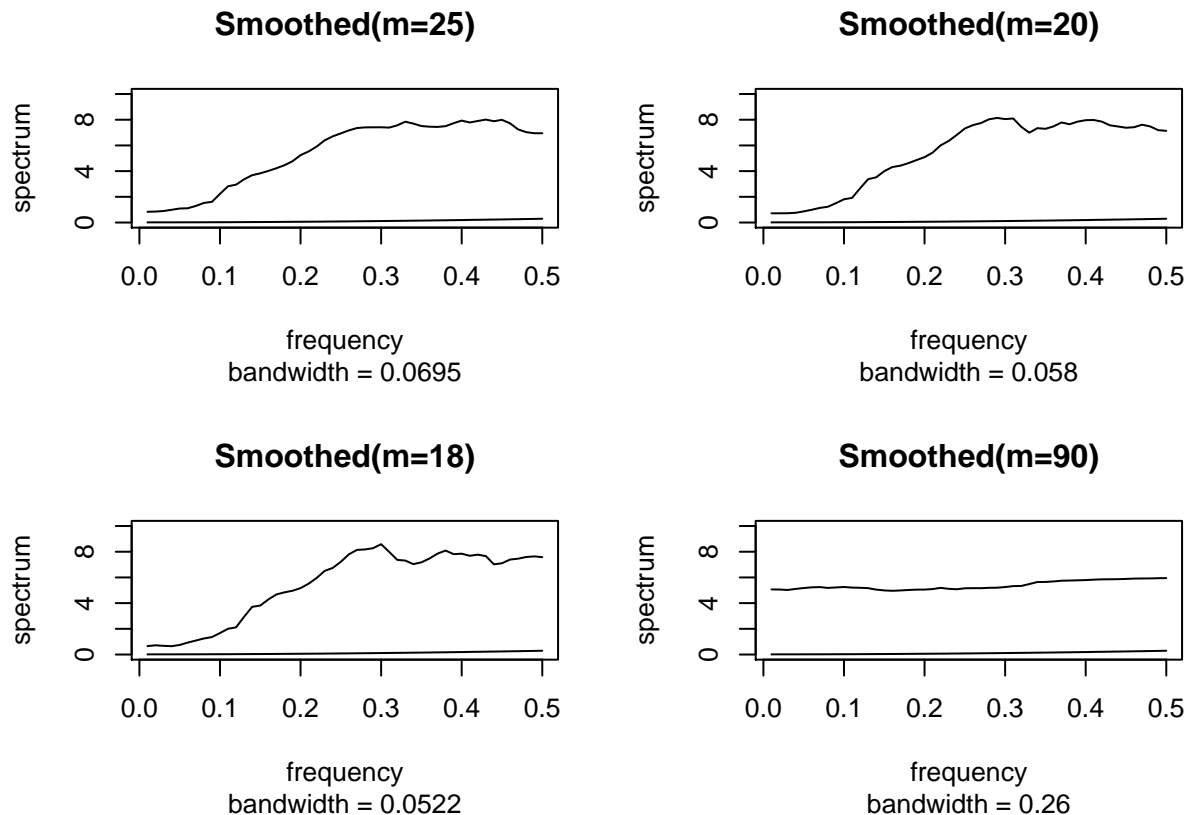 Smoothed(m=25)
spectrum
8
4
0
0.0 0.1 0.2 0.3 0.4 0.5
frequency
bandwidth = 0.0695
Smoothed(m=20)
spectrum
8
4
0
0.0 0.1 0.2 0.3 0.4 0.5
frequency
bandwidth = 0.058
Smoothed(m=18)
spectrum
8
4
0
0.0 0.1 0.2 0.3 0.4 0.5
frequency
bandwidth = 0.0522
Smoothed(m=90)
spectrum
8
4
0
0.0 0.1 0.2 0.3 0.4 0.5
frequency
bandwidth = 0.26